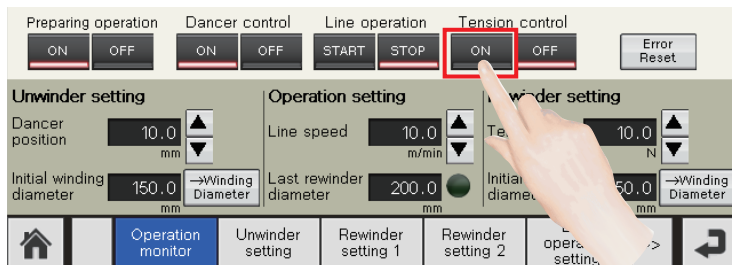 Preparing operation Dancer control Line operation Tension control
ON OFF ON OFF START STOP ON OFF Error
Reset
Unwinder setting Operation setting setting
Dancer
position 10.0 mm
Line speed 10.0 m/min
10.0 N
Initial winding
diameter 150.0 mm →Winding
Diameter
Last rewinder
diameter 200.0 mm
→Winding
Diameter
mm
Operation
monitor
Unwinder
setting
Rewinder
setting 1
Rewinder
setting 2